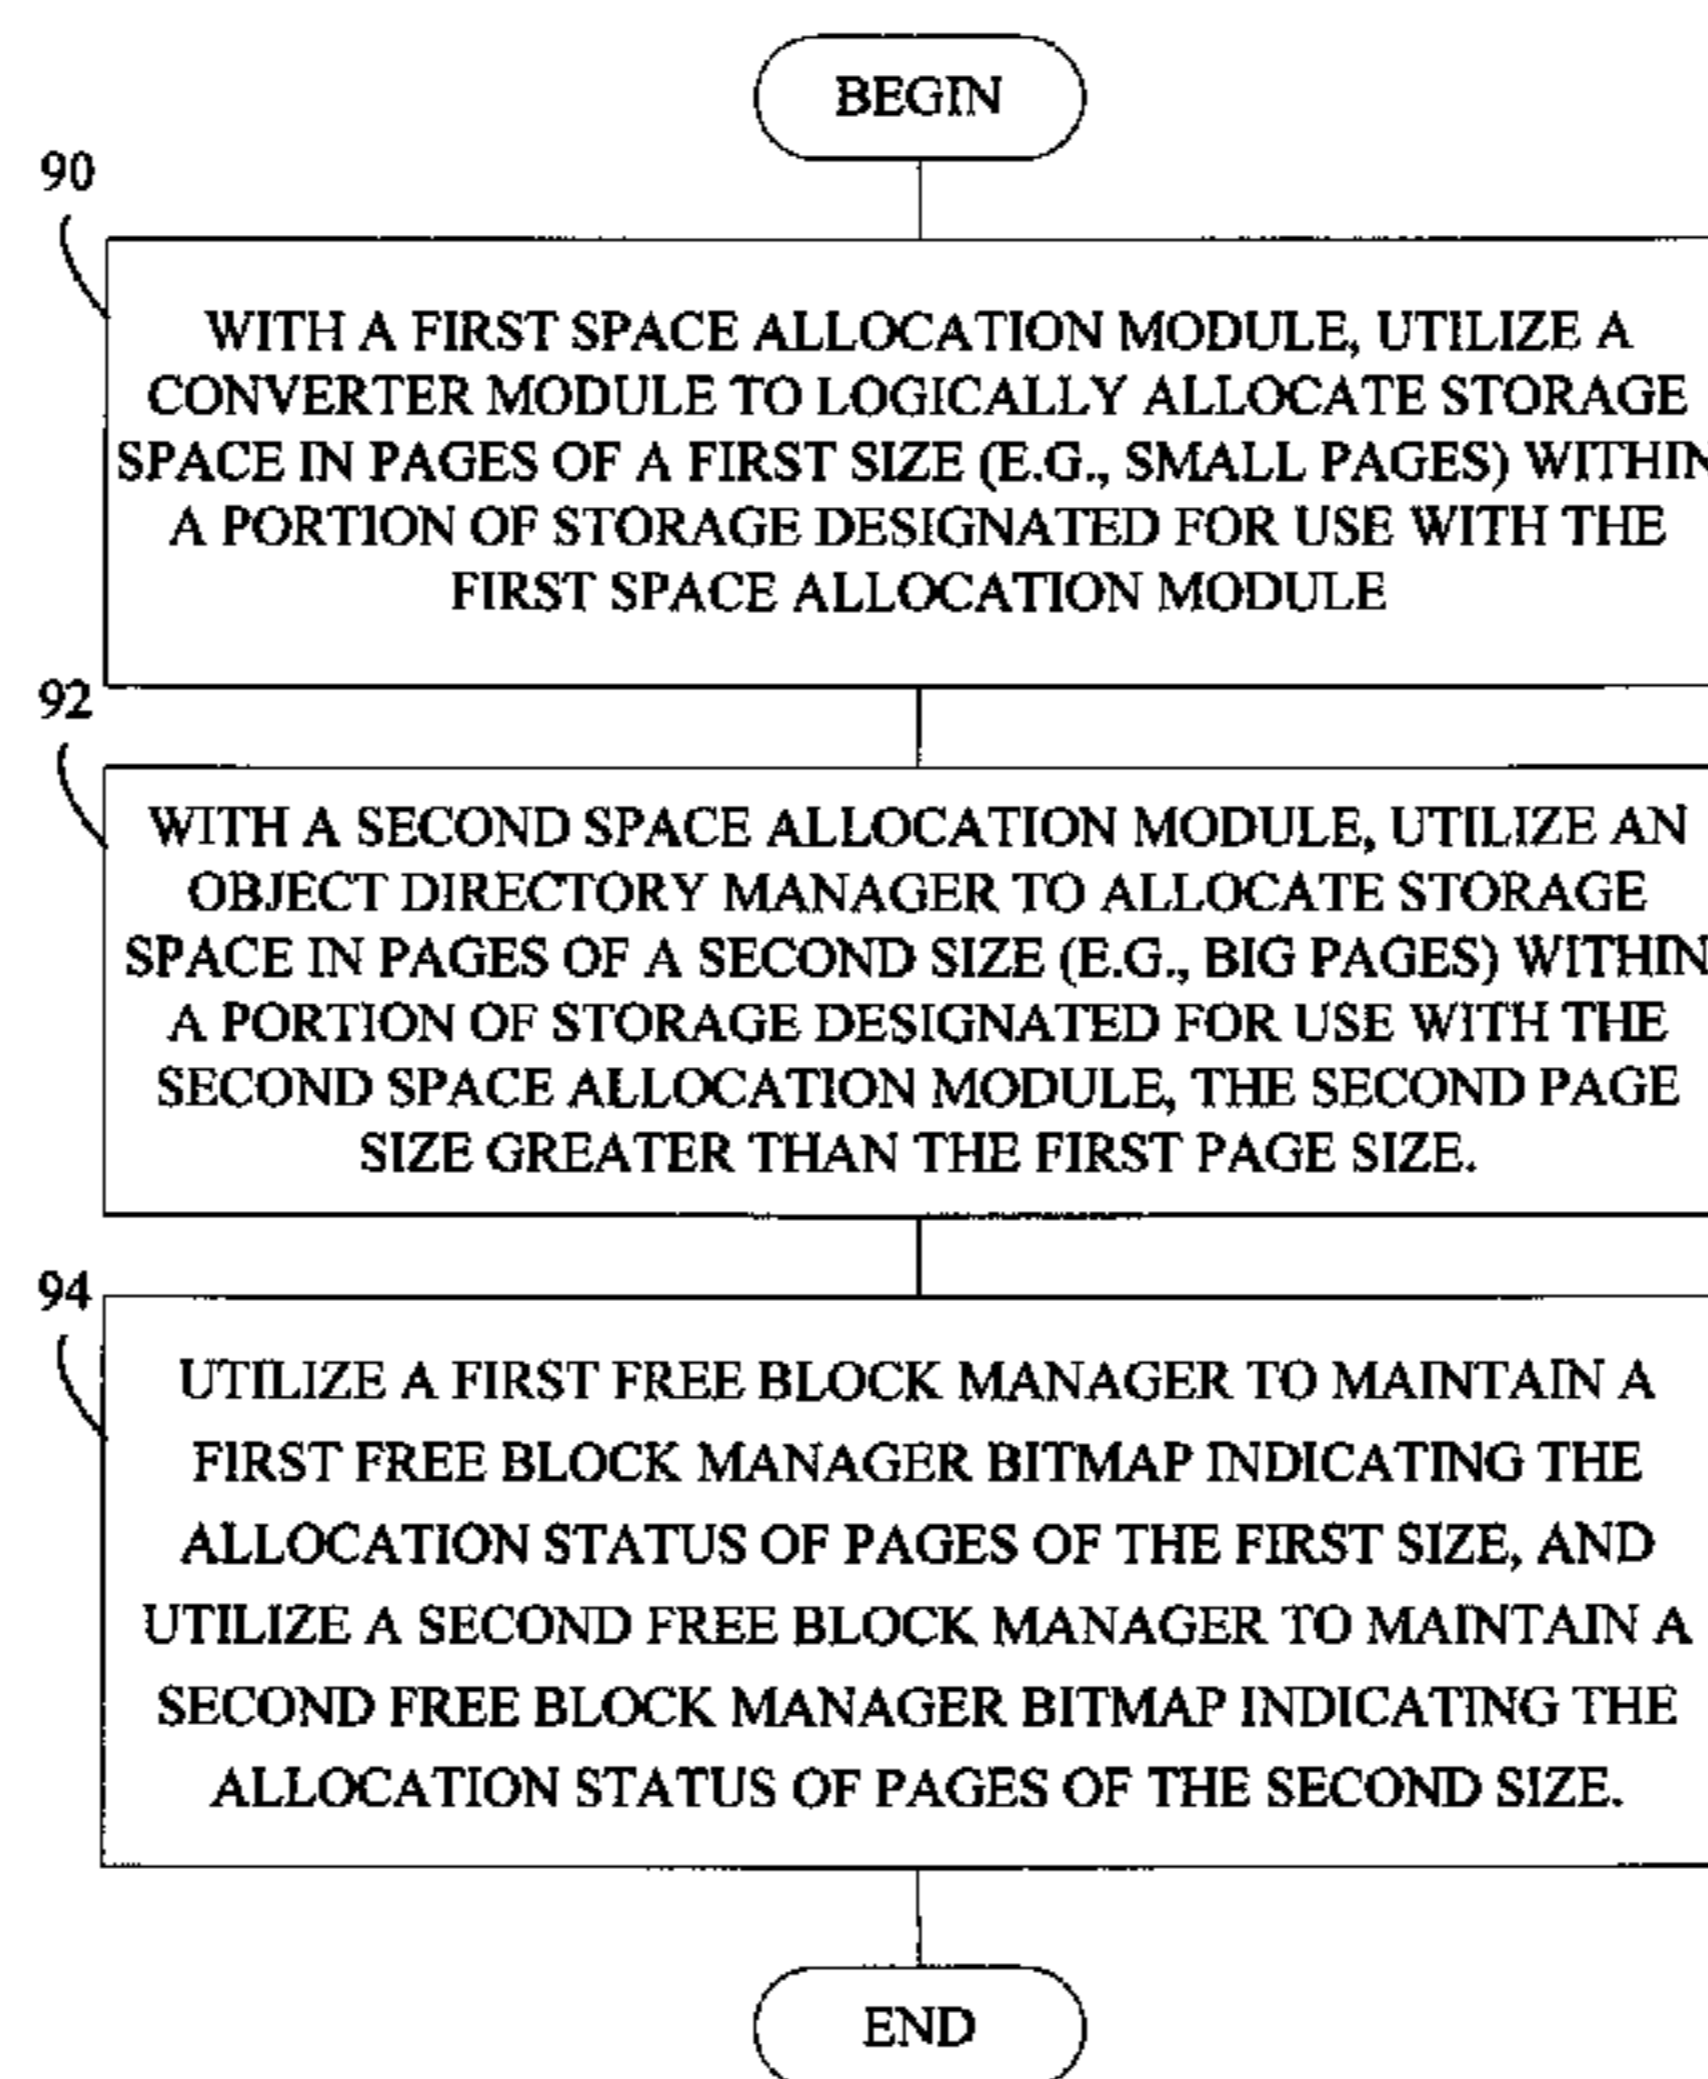 BEGIN
90
WITH A FIRST SPACE ALLOCATION MODULE, UTILIZE A
CONVERTER MODULE TO LOGICALLY ALLOCATE STORAGE
SPACE IN PAGES OF A FIRST SIZE (E.G., SMALL PAGES) WITHIN
A PORTION OF STORAGE DESIGNATED FOR USE WITH THE
FIRST SPACE ALLOCATION MODULE
92
WITH A SECOND SPACE ALLOCATION MODULE, UTILIZE AN
OBJECT DIRECTORY MANAGER TO ALLOCATE STORAGE
SPACE IN PAGES OF A SECOND SIZE (E.G., BIG PAGES) WITHIN
A PORTION OF STORAGE DESIGNATED FOR USE WITH THE
SECOND SPACE ALLOCATION MODULE, THE SECOND PAGE
SIZE GREATER THAN THE FIRST PAGE SIZE.
94
UTILIZE A FIRST FREE BLOCK MANAGER TO MAINTAIN A
FIRST FREE BLOCK MANAGER BITMAP INDICATING THE
ALLOCATION STATUS OF PAGES OF THE FIRST SIZE, AND
UTILIZE A SECOND FREE BLOCK MANAGER TO MAINTAIN A
SECOND FREE BLOCK MANAGER BITMAP INDICATING THE
ALLOCATION STATUS OF PAGES OF THE SECOND SIZE.
END